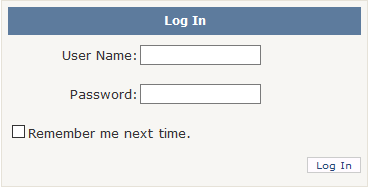 Log In
User Name:
Password:
Remember me next time.
Log In